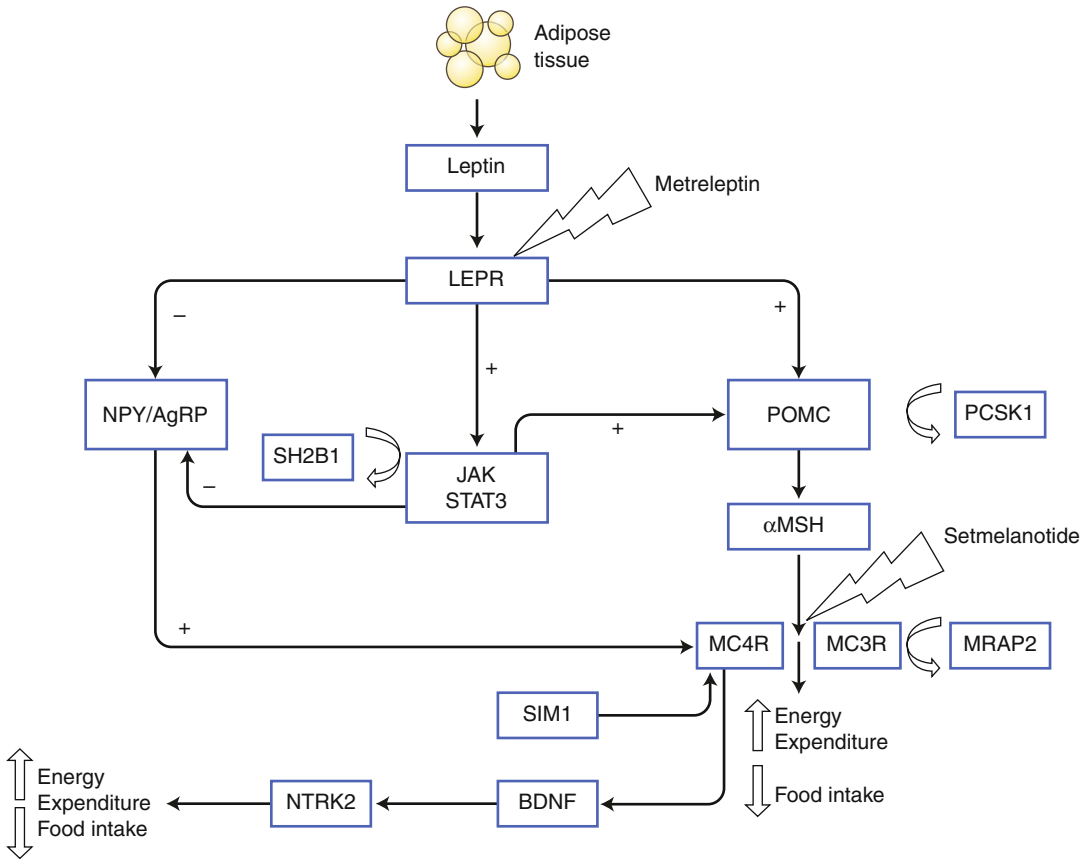 Adipose
tissue
Leptin
Metreleptin
LEPR
–
+
+
NPY/AgRP
POMC
PCSK1
+
SH2B1
JAK
STAT3
–
αMSH
Setmelanotide
+
MC4R
MC3R
MRAP2
SIM1
Energy
Expenditure
Food intake
Energy
Expenditure
Food intake
NTRK2
BDNF